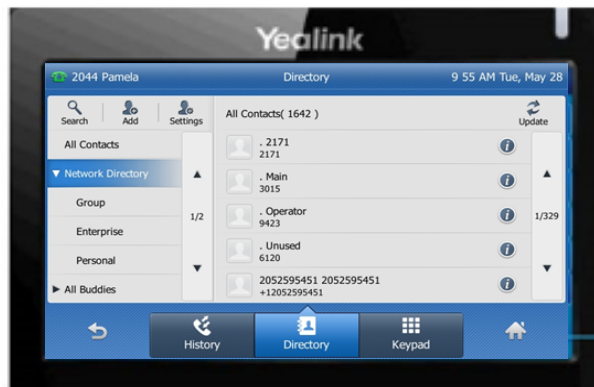 Yealink
2044 Pamela
Directory
9 55 AM Tue, May 28
Search
Add
Settings
All Contacts( 1642 )
Update
All Contacts
Network Directory
Group
Enterprise
Personal
All Buddies
1/2
. 2171
2171
. Main
3015
. Operator
9423
. Unused
6120
2052595451 2052595451
+12052595451
1/329
History
Directory
Keypad